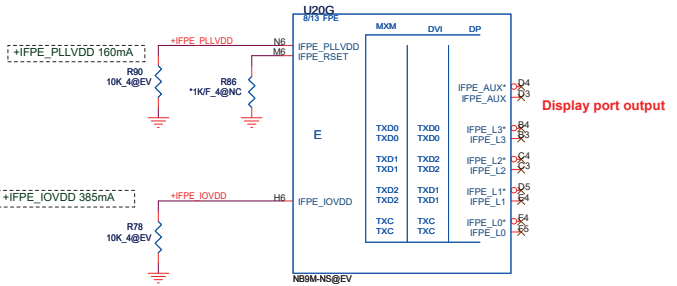 U20G
8/13 FPE
MXM DVI DP
+IFPE_PLLVDD 160mA
+IFPE_PLLVDD
N6 IFPE_PLLVDD
M6 IFPE_RSET
R90
10K_4@EV
R86
*1K/F_4@NC
IFPE_AUX* D4
IFPE_AUX D3
Display port output
E
TXD0 TXD0 IFPE_L3* B4
TXD0 TXD0 IFPE_L3 B3
TXD1 TXD2 IFPE_L2* C4
TXD1 TXD2 IFPE_L2 C3
TXD2 TXD1 IFPE_L1* D5
TXD2 TXD1 IFPE_L1 E4
+IFPE_IOVDD 385mA
+IFPE_IOVDD
H6 IFPE_IOVDD
TXC TXC IFPE_L0* F4
TXC TXC IFPE_L0 F5
R78
10K_4@EV
NB9M-NS@EV